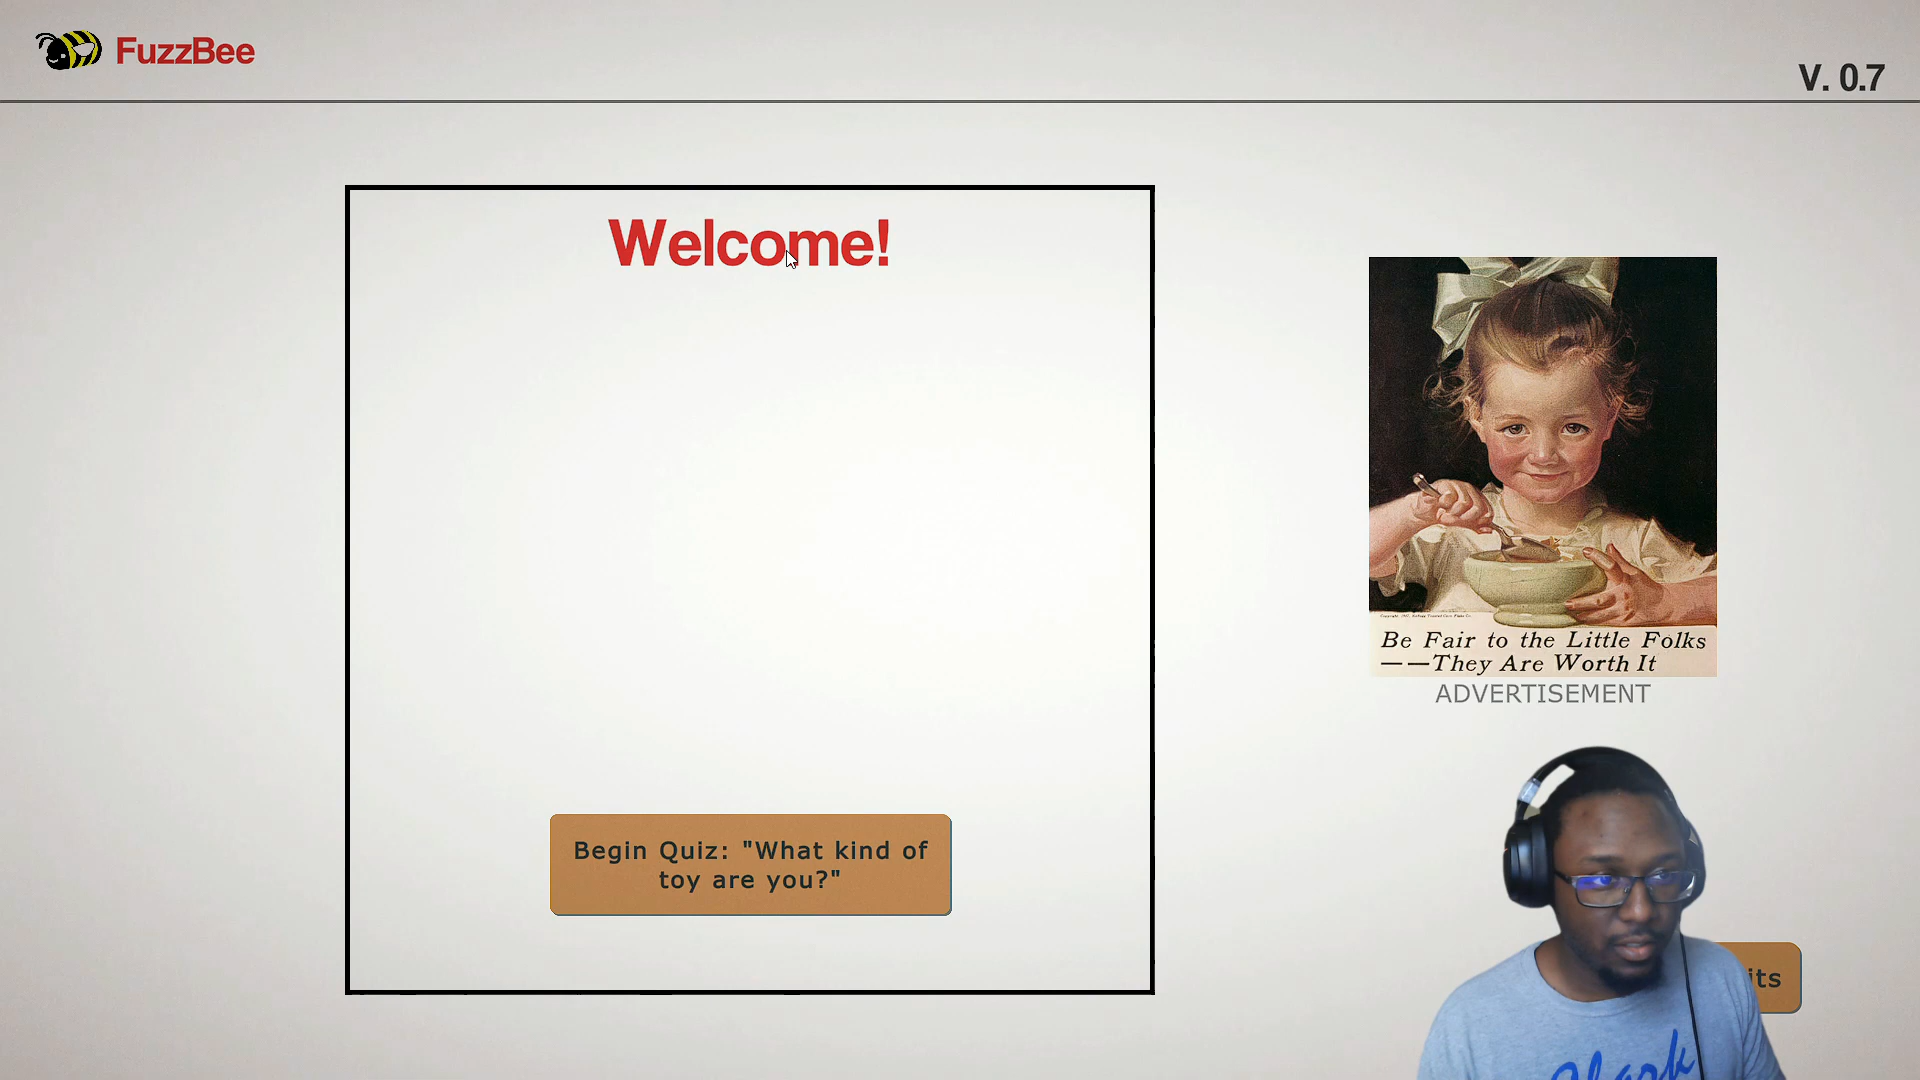 FuzzBee
V. 0.7
Welcome!
Be Fair to the Little Folks
——They Are Worth It
ADVERTISEMENT
Begin Quiz: "What kind of
toy are you?"